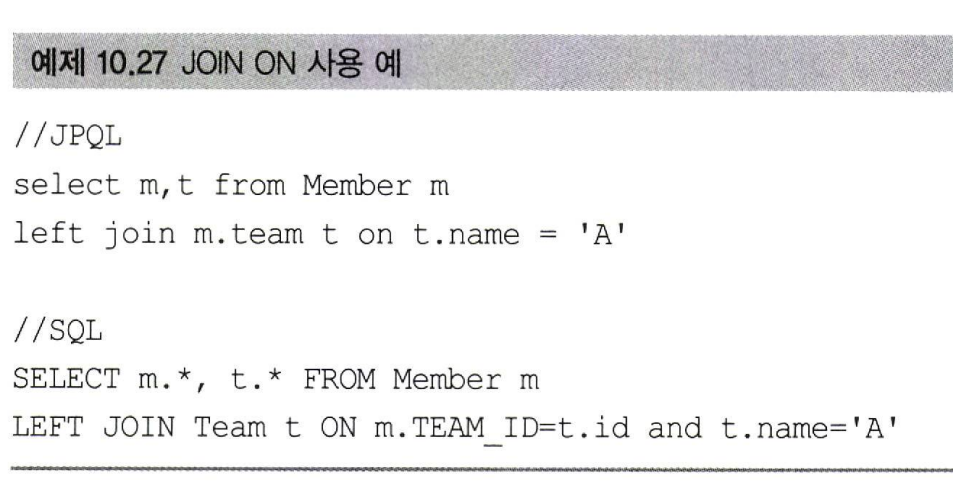 예제 10.27 JOIN ON 사용 예
//JPQL
select m,t from Member m
left join m.team t on t.name = 'A'
//SQL
SELECT m.*, t.* FROM Member m
LEFT JOIN Team t ON m.TEAM_ID=t.id and t.name='A'